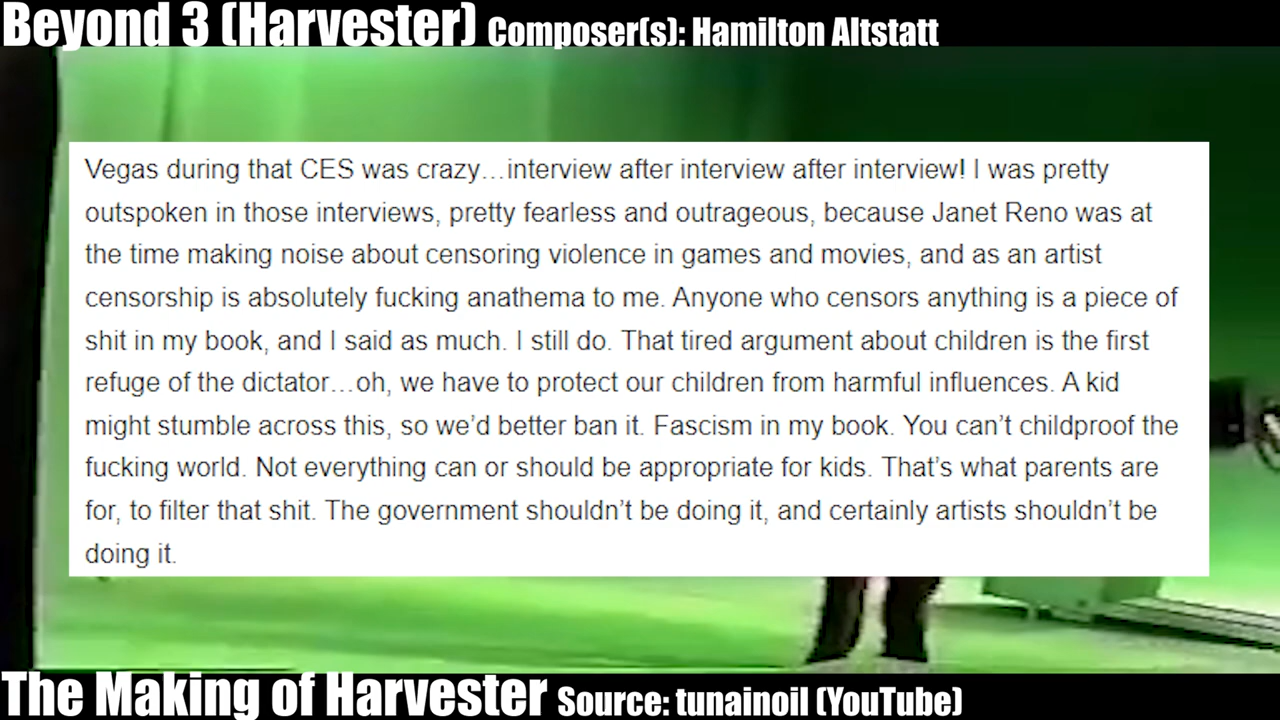 Beyond 3 (Harvester) Composer(s): Hamilton Altstatt
Vegas during that CES was crazy…interview after interview after interview! I was pretty
outspoken in those interviews, pretty fearless and outrageous, because Janet Reno was at
the time making noise about censoring violence in games and movies, and as an artist
censorship is absolutely fucking anathema to me. Anyone who censors anything is a piece of
shit in my book, and I said as much. I still do. That tired argument about children is the first
refuge of the dictator…oh, we have to protect our children from harmful influences. A kid
might stumble across this, so we’d better ban it. Fascism in my book. You can’t childproof the
fucking world. Not everything can or should be appropriate for kids. That’s what parents are
for, to filter that shit. The government shouldn’t be doing it, and certainly artists shouldn’t be
doing it.
The Making of Harvester Source: tunainoil (YouTube)